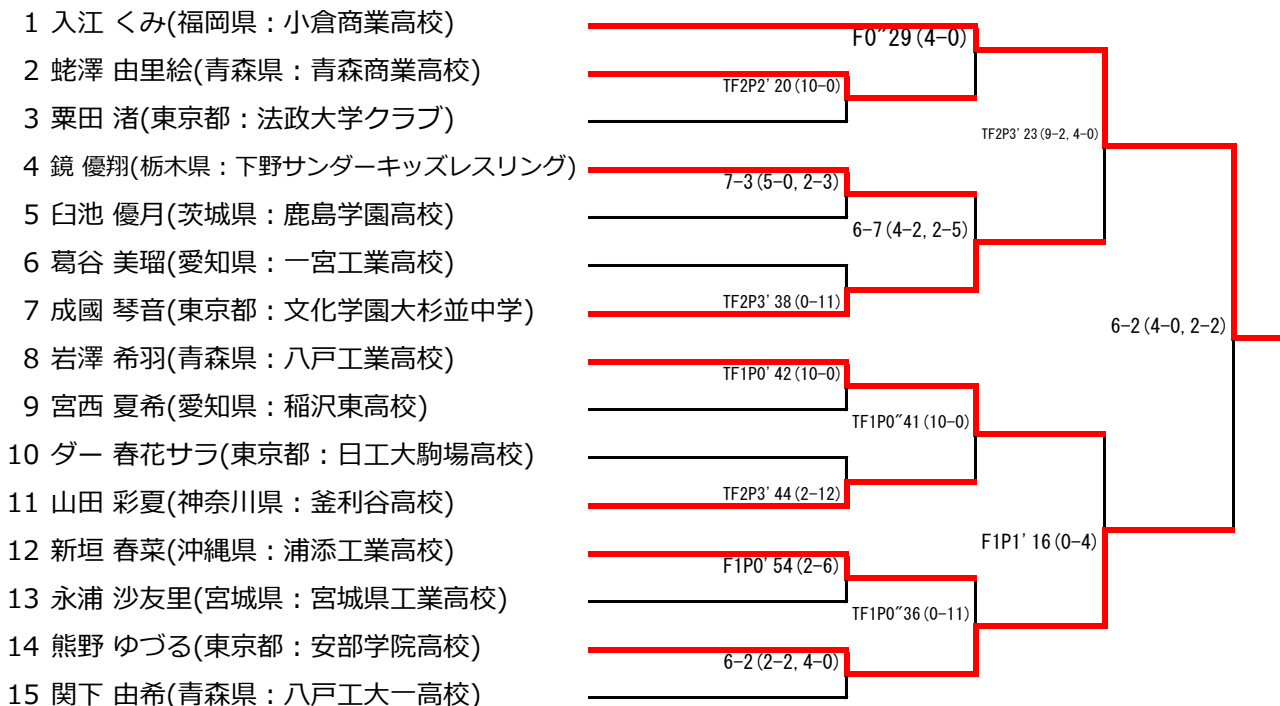 1 入江 くみ(福岡県：小倉商業高校)
F0"29(4-0)
2 蛯澤 由里絵(青森県：青森商業高校)
TF2P2'20(10-0)
3 粟田 渚(東京都：法政大学クラブ)
TF2P3'23(9-2,4-0)
4 鏡 優翔(栃木県：下野サンダーキッズレスリング)
7-3(5-0,2-3)
5 臼池 優月(茨城県：鹿島学園高校)
6-7(4-2,2-5)
6 葛谷 美瑠(愛知県：一宮工業高校)
TF2P3'38(0-11)
7 成國 琴音(東京都：文化学園大杉並中学)
6-2(4-0,2-2)
8 岩澤 希羽(青森県：八戸工業高校)
TF1P0'42(10-0)
9 宮西 夏希(愛知県：稲沢東高校)
TF1P0"41(10-0)
10 ダー 春花サラ(東京都：日工大駒場高校)
TF2P3'44(2-12)
11 山田 彩夏(神奈川県：釜利谷高校)
F1P1'16(0-4)
12 新垣 春菜(沖縄県：浦添工業高校)
F1P0'54(2-6)
13 永浦 沙友里(宮城県：宮城県工業高校)
TF1P0"36(0-11)
14 熊野 ゆづる(東京都：安部学院高校)
6-2(2-2,4-0)
15 関下 由希(青森県：八戸工大一高校)